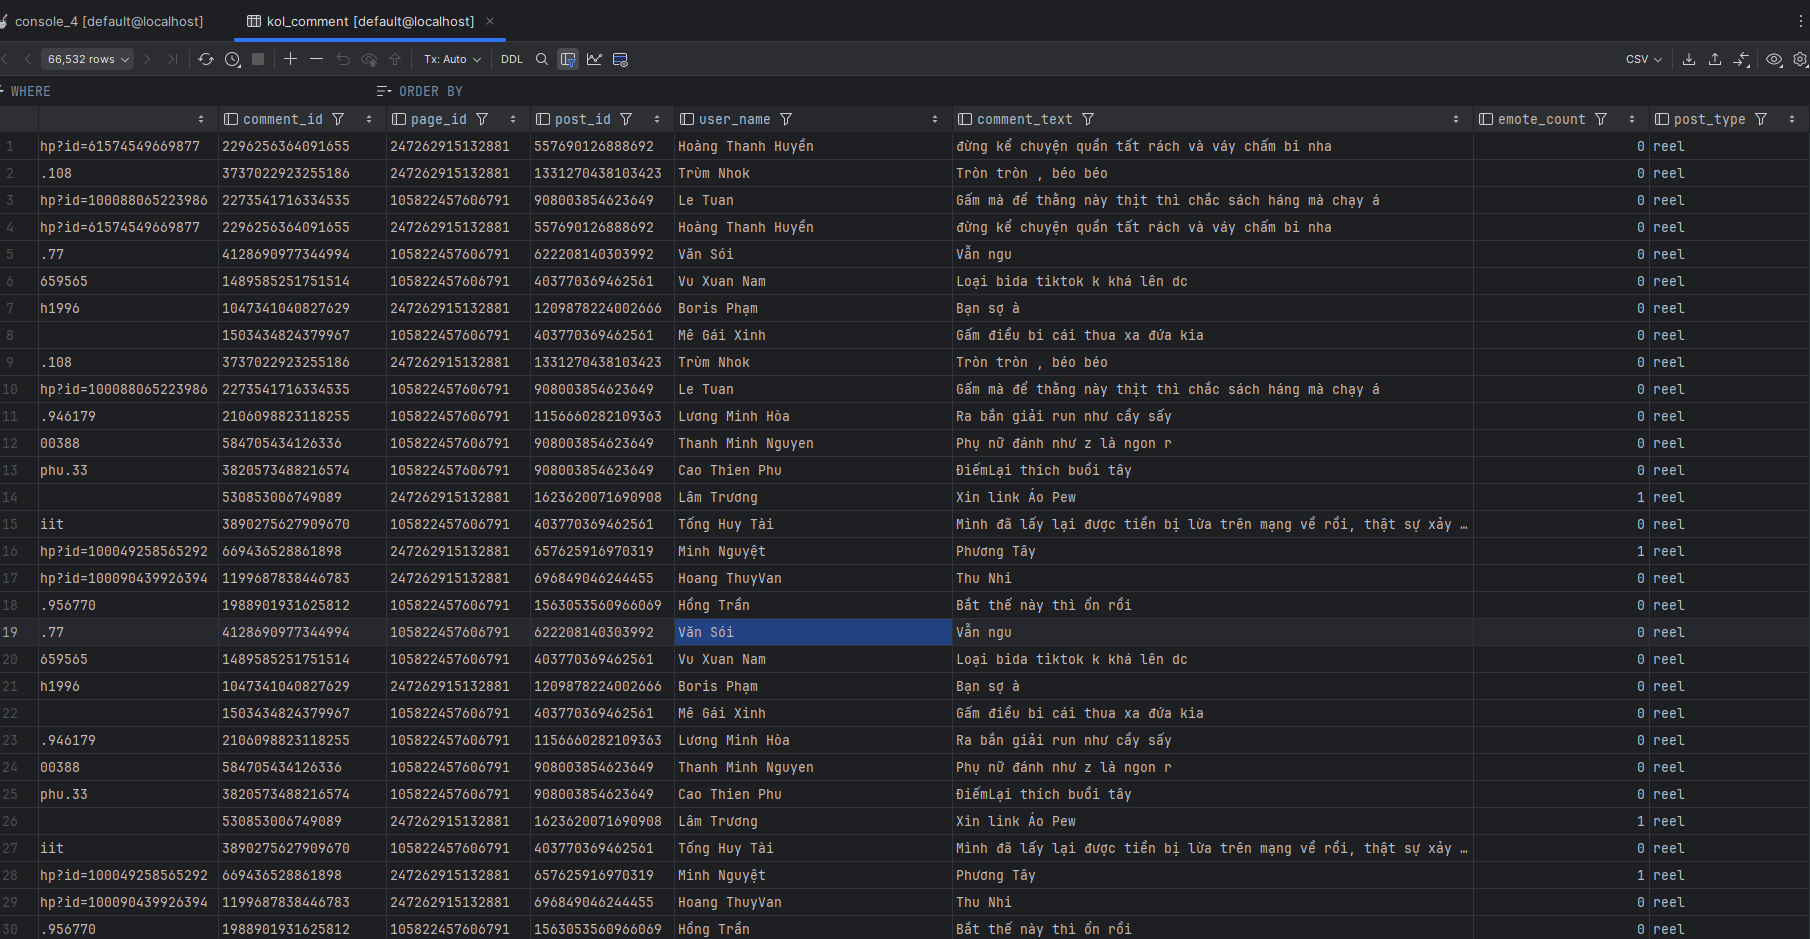 console_4 [default@localhost] kol_comment [default@localhost]
66,532 rows Tx: Auto DDL CSV
WHERE ORDER BY
comment_id page_id post_id user_name comment_text emote_count post_type
1 hp?id=61574549669877 2296256364091655 247262915132881 557690126888692 Hoàng Thanh Huyền đừng kể chuyện quần tất rách và váy chấm bi nha 0 reel
2 .108 3737022923255186 247262915132881 1331270438103423 Trùm Nhok Tròn tròn , béo béo 0 reel
3 hp?id=100088065223986 2273541716334535 105822457606791 908003854623649 Le Tuan Gấm mà để thằng này thịt thì chắc sách háng mà chạy á 0 reel
4 hp?id=61574549669877 2296256364091655 247262915132881 557690126888692 Hoàng Thanh Huyền đừng kể chuyện quần tất rách và váy chấm bi nha 0 reel
5 .77 4128690977344994 105822457606791 622208140303992 Văn Sói Vẫn ngu 0 reel
6 659565 1489585251751514 105822457606791 403770369462561 Vu Xuan Nam Loại bida tiktok k khá lên dc 0 reel
7 h1996 1047341040827629 247262915132881 1209878224002666 Boris Phạm Bạn sợ à 0 reel
8 1503434824379967 105822457606791 403770369462561 Mê Gái Xinh Gấm điều bi cái thua xa đứa kia 0 reel
9 .108 3737022923255186 247262915132881 1331270438103423 Trùm Nhok Tròn tròn , béo béo 0 reel
10 hp?id=100088065223986 2273541716334535 105822457606791 908003854623649 Le Tuan Gấm mà để thằng này thịt thì chắc sách háng mà chạy á 0 reel
11 .946179 2106098823118255 105822457606791 1156660282109363 Lương Minh Hòa Ra bắn giải run như cầy sấy 0 reel
12 00388 584705434126336 105822457606791 908003854623649 Thanh Minh Nguyen Phụ nữ đánh như z là ngon r 0 reel
13 phu.33 3820573488216574 105822457606791 908003854623649 Cao Thien Phu ĐiếmLại thích buồi tây 0 reel
14 530853006749089 247262915132881 1623620071690908 Lâm Trương Xin link Áo Pew 1 reel
15 iit 3890275627909670 105822457606791 403770369462561 Tống Huy Tài Mình đã lấy lại được tiền bị lừa trên mạng về rồi, thật sự xảy … 0 reel
16 hp?id=100049258565292 669436528861898 247262915132881 657625916970319 Minh Nguyệt Phương Tây 1 reel
17 hp?id=100090439926394 1199687838446783 247262915132881 696849046244455 Hoang ThuyVan Thu Nhi 0 reel
18 .956770 1988901931625812 105822457606791 1563053560966069 Hồng Trần Bắt thế này thì ổn rồi 0 reel
19 .77 4128690977344994 105822457606791 622208140303992 Văn Sói Vẫn ngu 0 reel
20 659565 1489585251751514 105822457606791 403770369462561 Vu Xuan Nam Loại bida tiktok k khá lên dc 0 reel
21 h1996 1047341040827629 247262915132881 1209878224002666 Boris Phạm Bạn sợ à 0 reel
22 1503434824379967 105822457606791 403770369462561 Mê Gái Xinh Gấm điều bi cái thua xa đứa kia 0 reel
23 .946179 2106098823118255 105822457606791 1156660282109363 Lương Minh Hòa Ra bắn giải run như cầy sấy 0 reel
24 00388 584705434126336 105822457606791 908003854623649 Thanh Minh Nguyen Phụ nữ đánh như z là ngon r 0 reel
25 phu.33 3820573488216574 105822457606791 908003854623649 Cao Thien Phu ĐiếmLại thích buồi tây 0 reel
26 530853006749089 247262915132881 1623620071690908 Lâm Trương Xin link Áo Pew 1 reel
27 iit 3890275627909670 105822457606791 403770369462561 Tống Huy Tài Mình đã lấy lại được tiền bị lừa trên mạng về rồi, thật sự xảy … 0 reel
28 hp?id=100049258565292 669436528861898 247262915132881 657625916970319 Minh Nguyệt Phương Tây 1 reel
29 hp?id=100090439926394 1199687838446783 247262915132881 696849046244455 Hoang ThuyVan Thu Nhi 0 reel
30 .956770 1988901931625812 105822457606791 1563053560966069 Hồng Trần Bắt thế này thì ổn rồi 0 reel